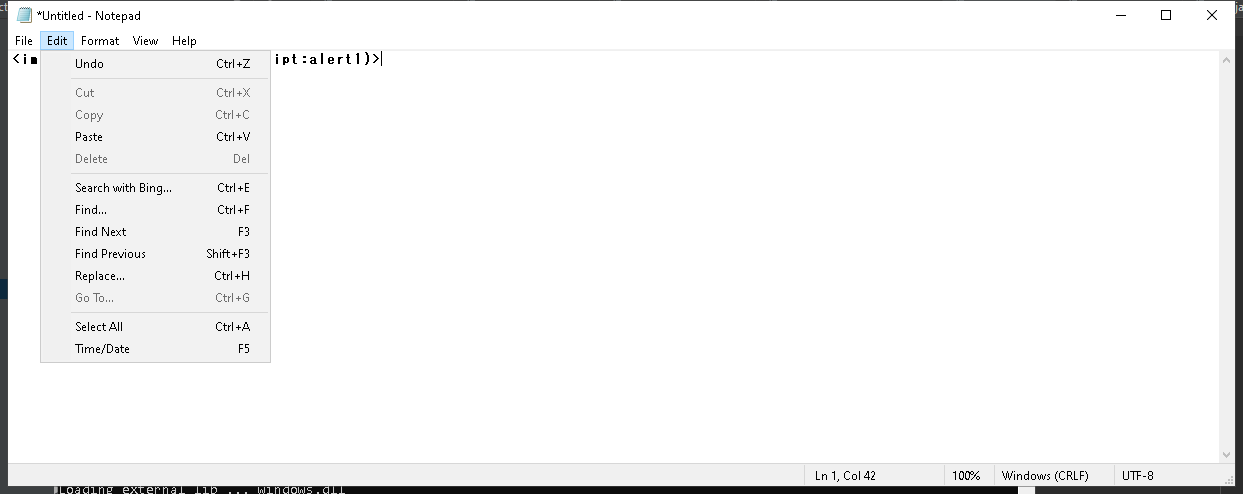 *Untitled - Notepad
File Edit Format View Help
<im ipt:alert1)>
Undo Ctrl+Z
Cut Ctrl+X
Copy Ctrl+C
Paste Ctrl+V
Delete Del
Search with Bing... Ctrl+E
Find... Ctrl+F
Find Next F3
Find Previous Shift+F3
Replace... Ctrl+H
Go To... Ctrl+G
Select All Ctrl+A
Time/Date F5
Ln 1, Col 42 100% Windows (CRLF) UTF-8
Loading external lib ... windows.dll